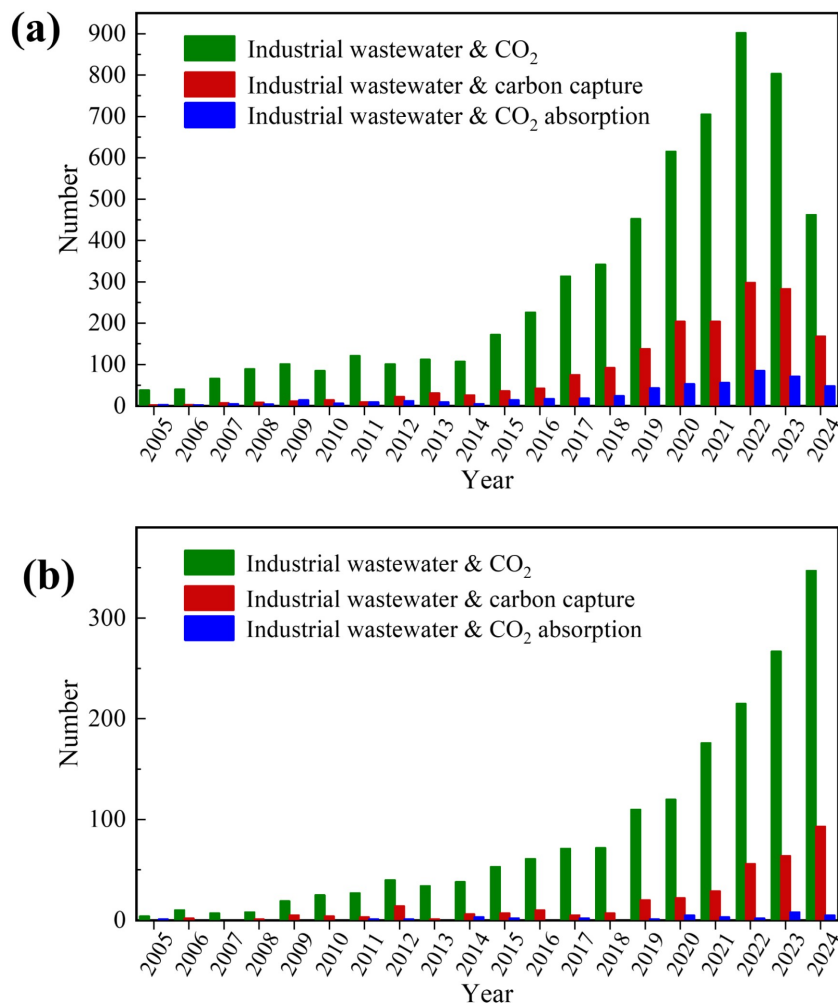 (a)
Industrial wastewater & CO₂
Industrial wastewater & carbon capture
Industrial wastewater & CO₂ absorption
Number
900
800
700
600
500
400
300
200
100
0
2005 2006 2007 2008 2009 2010 2011 2012 2013 2014 2015 2016 2017 2018 2019 2020 2021 2022 2023 2024
Year
(b)
Industrial wastewater & CO₂
Industrial wastewater & carbon capture
Industrial wastewater & CO₂ absorption
Number
300
200
100
0
2005 2006 2007 2008 2009 2010 2011 2012 2013 2014 2015 2016 2017 2018 2019 2020 2021 2022 2023 2024
Year